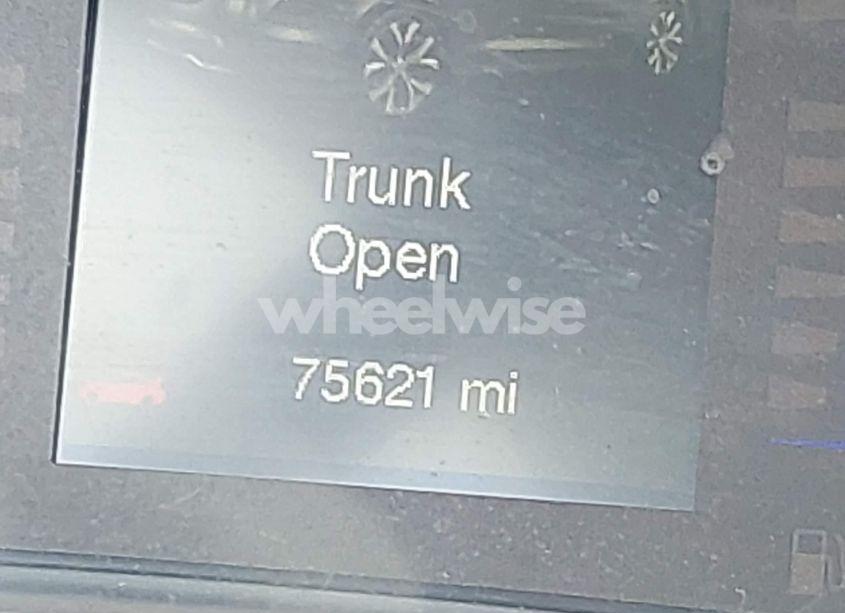 Trunk
Open
wheelwise
75621 mi